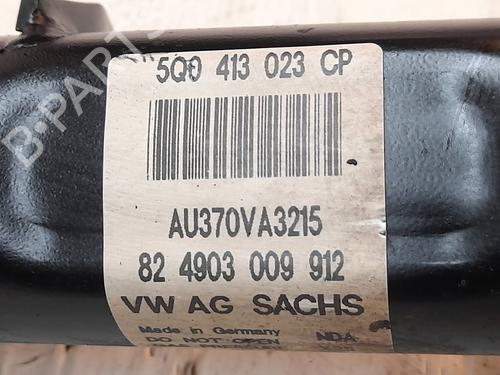 B-PARTS
5Q0 413 023 CP
AU370VA3215
82 4903 009 912
VW AG SACHS
Made in Germany NDA
DO NOT OPEN